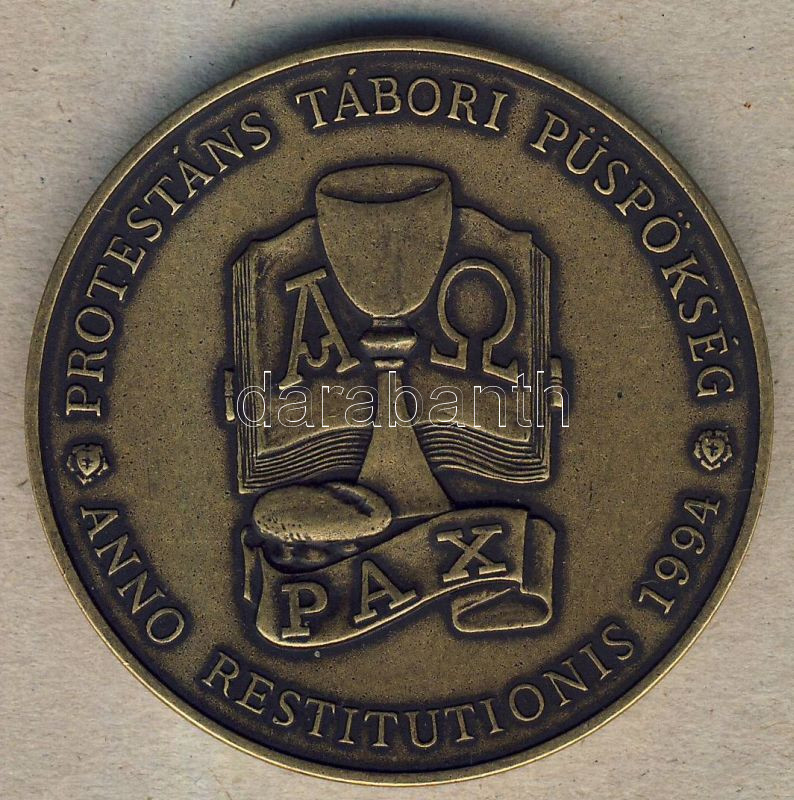 PROTESTÁNS TÁBORI PÜSPÖKSÉG
Α Ω
darabanth
PAX
ANNO RESTITUTIONIS 1994